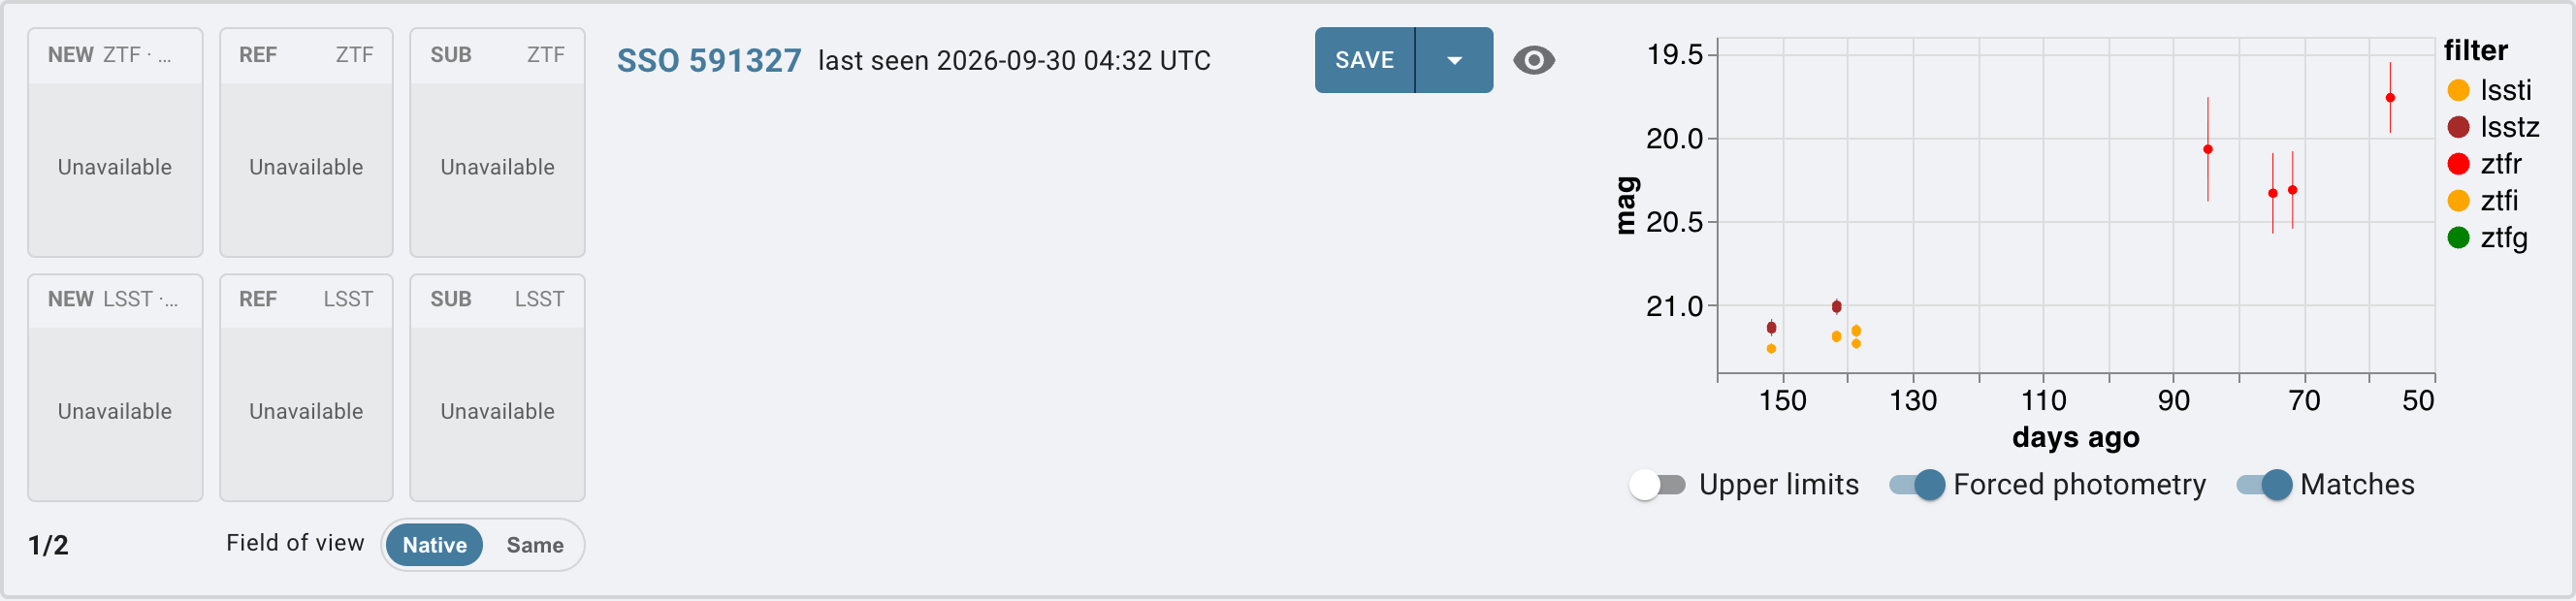 NEW ZTF · ...
REF ZTF
SUB ZTF
Unavailable
Unavailable
Unavailable
NEW LSST ·...
REF LSST
SUB LSST
Unavailable
Unavailable
Unavailable
1/2
Field of view
Native
Same
SSO 591327 last seen 2026-09-30 04:32 UTC
SAVE
mag
19.5
20.0
20.5
21.0
150 130 110 90 70 50
days ago
filter
lssti
lsstz
ztfr
ztfi
ztfg
Upper limits
Forced photometry
Matches